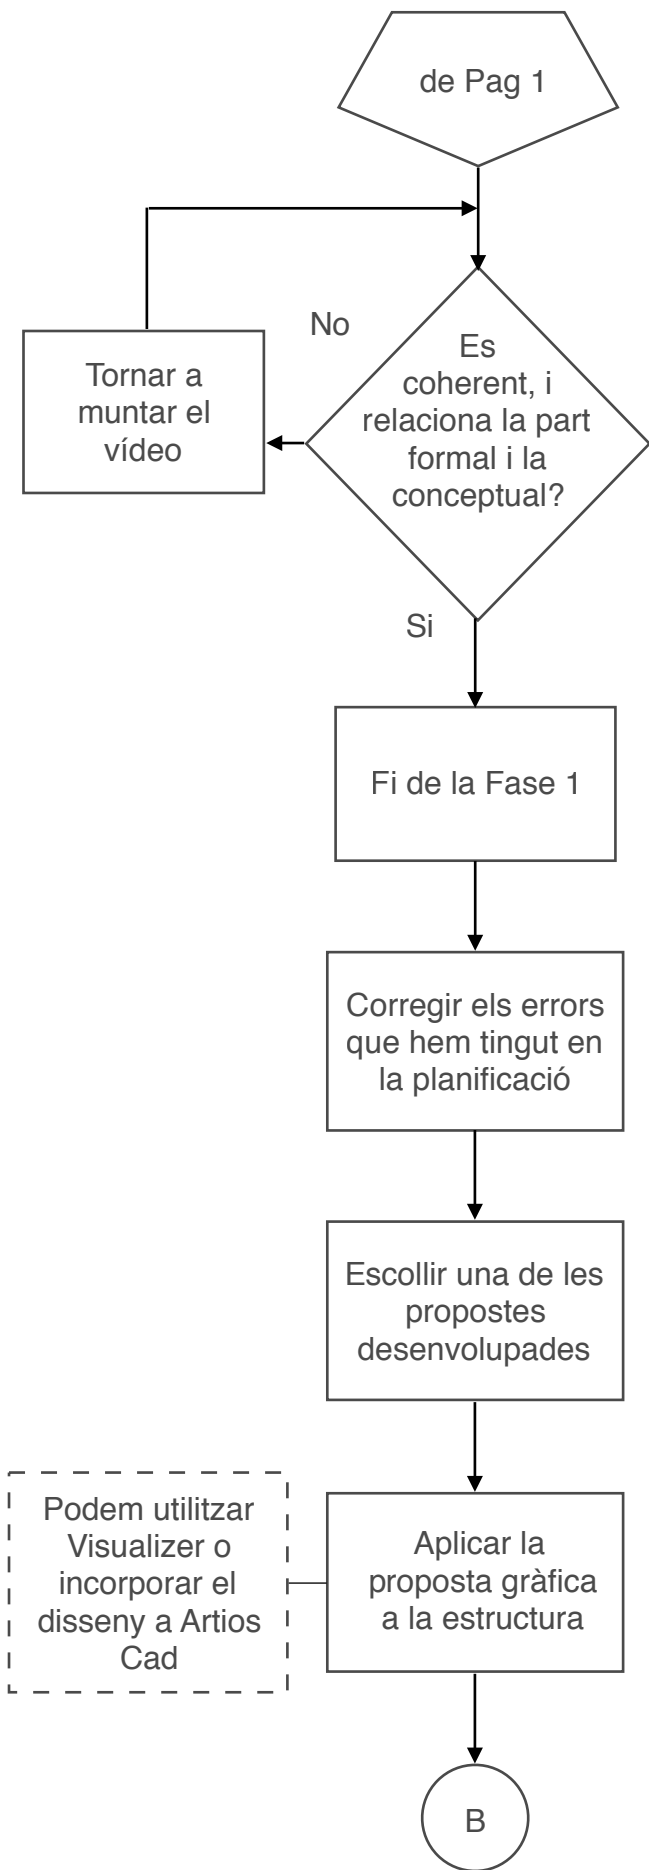 de Pag 1
No
Es
coherent, i
relaciona la part
formal i la
conceptual?
Tornar a
muntar el
vídeo
Si
Fi de la Fase 1
Corregir els errors
que hem tingut en
la planificació
Escollir una de les
propostes
desenvolupades
Podem utilitzar
Visualizer o
incorporar el
disseny a Artios
Cad
Aplicar la
proposta gràfica
a la estructura
B